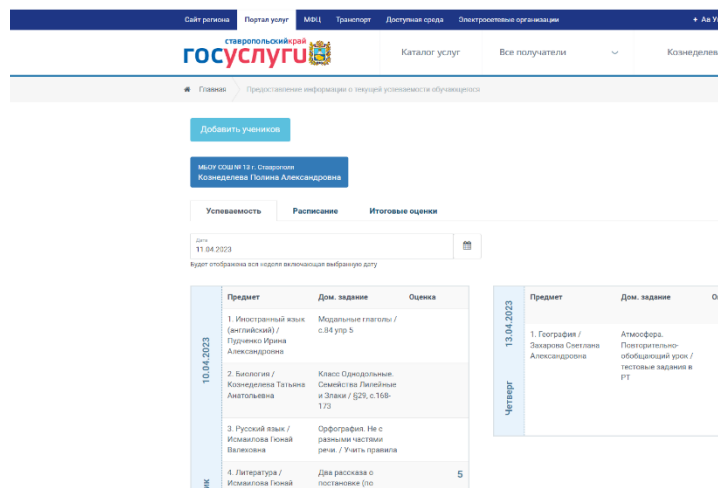 Сайт региона Портал услуг МФЦ Транспорт Доступная среда Электросетевые организации + Aa
ставропольскийкрай
госуслуги
Каталог услуг Все получатели Кознеделев
Главная Предоставление информации о текущей успеваемости обучающегося
Добавить учеников
МБОУ СОШ № 13 г. Ставрополя
Кознеделева Полина Александровна
Успеваемость Расписание Итоговые оценки
Дата
11.04.2023
Будет отображена вся неделя включающая выбранную дату
10.04.2023
Предмет Дом. задание Оценка
1. Иностранный язык Модальные глаголы /
(английский) / с.84 упр 5
Пудченко Ирина
Александровна
2. Биология / Класс Однодольные.
Кознеделева Татьяна Семейства Лилейные
Анатольевна и Злаки / §29, с.168-
173
3. Русский язык / Орфография. Не с
Исмаилова Гюнай разными частями
Валеховна речи. / Учить правила
4. Литература / Два рассказа о 5
Исмаилова Гюнай постановке (по
Четверг 13.04.2023
Предмет Дом. задание
1. География / Атмосфера.
Захарова Светлана Повторительно-
Александровна обобщающий урок /
тестовые задания в
РТ